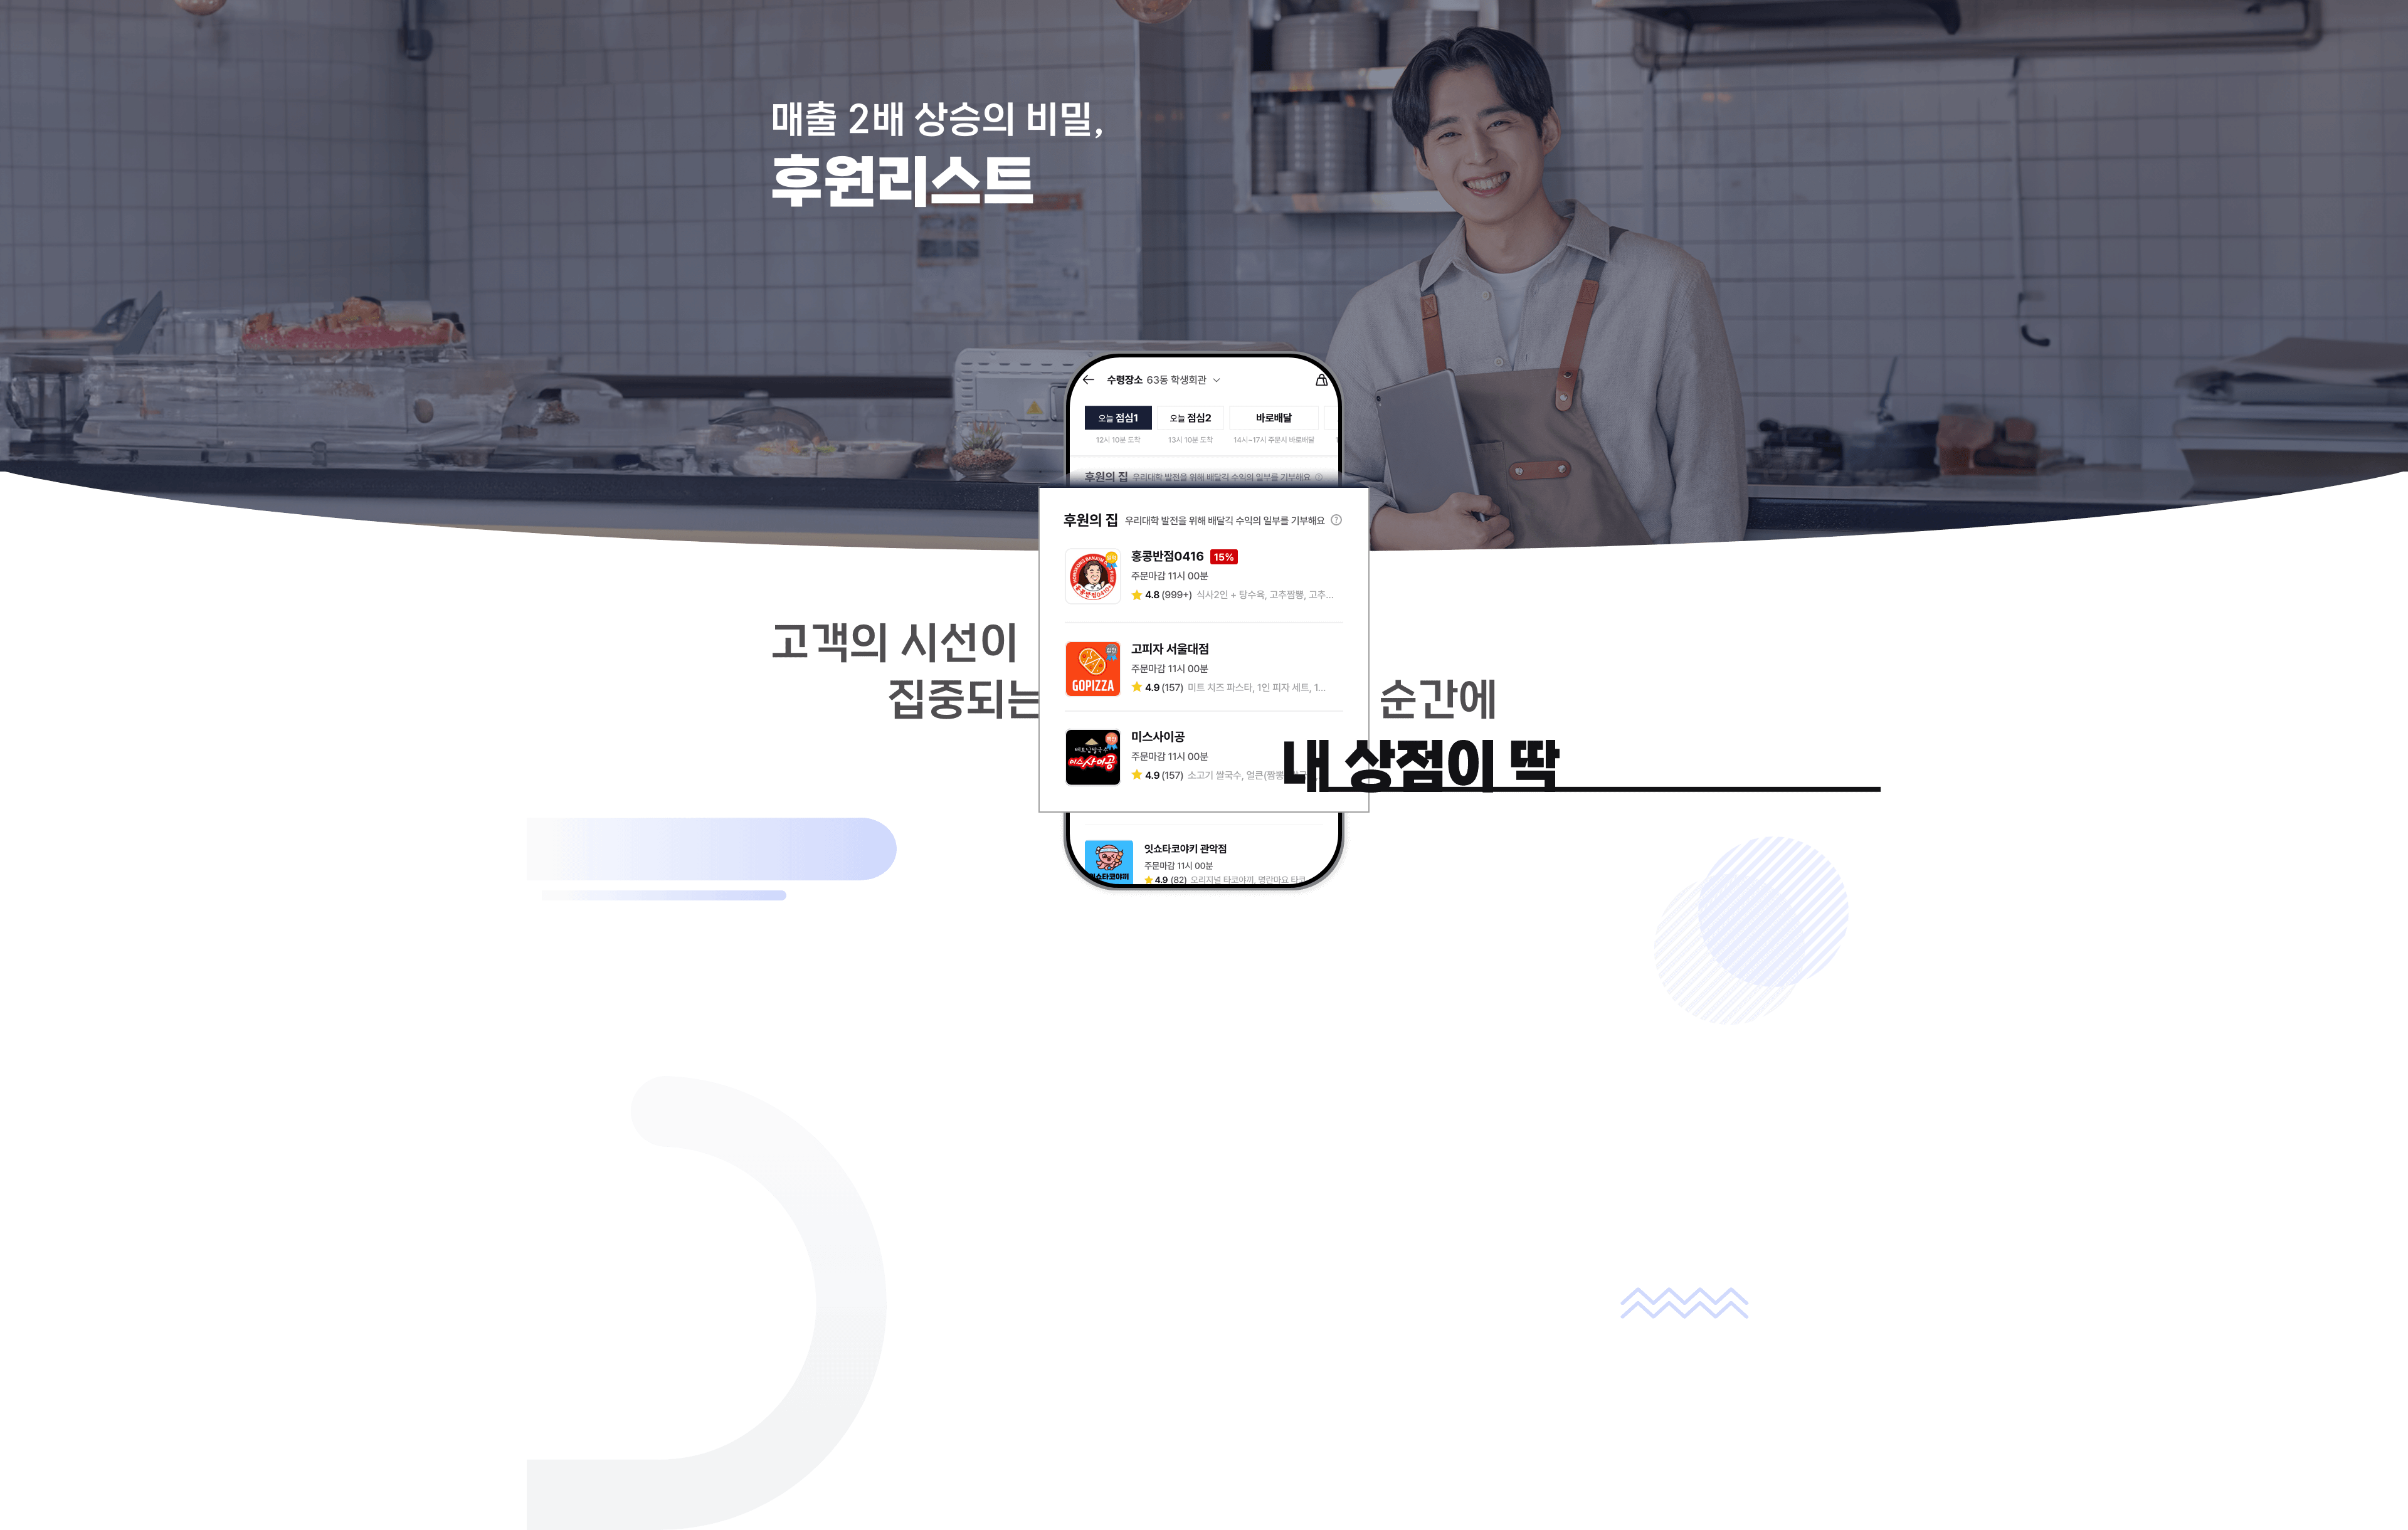 매출 2배 상승의 비밀,
후원리스트
수령장소 63동 학생회관
오늘 점심1
오늘 점심2
바로배달
12시 10분 도착
13시 10분 도착
14시~17시 주문시 바로배달
후원의 집 우리대학 발전을 위해 배달긱 수익의 일부를 기부해요
후원의 집 우리대학 발전을 위해 배달긱 수익의 일부를 기부해요 ?
홍콩반점0416 15%
주문마감 11시 00분
4.8 (999+) 식사2인 + 탕수육, 고추짬뽕, 고추...
고객의 시선이
GOPIZZA
고피자 서울대점
주문마감 11시 00분
4.9 (157) 미트 치즈 파스타, 1인 피자 세트, 1...
집중되는 순간에
미스사이공
미스사이공
주문마감 11시 00분
4.9 (157) 소고기 쌀국수, 얼큰(짬뽕)
내 상점이 딱
잇쇼타코야키 관악점
주문마감 11시 00분
4.9 (82) 오리지널 타코야끼, 명란마요 타코